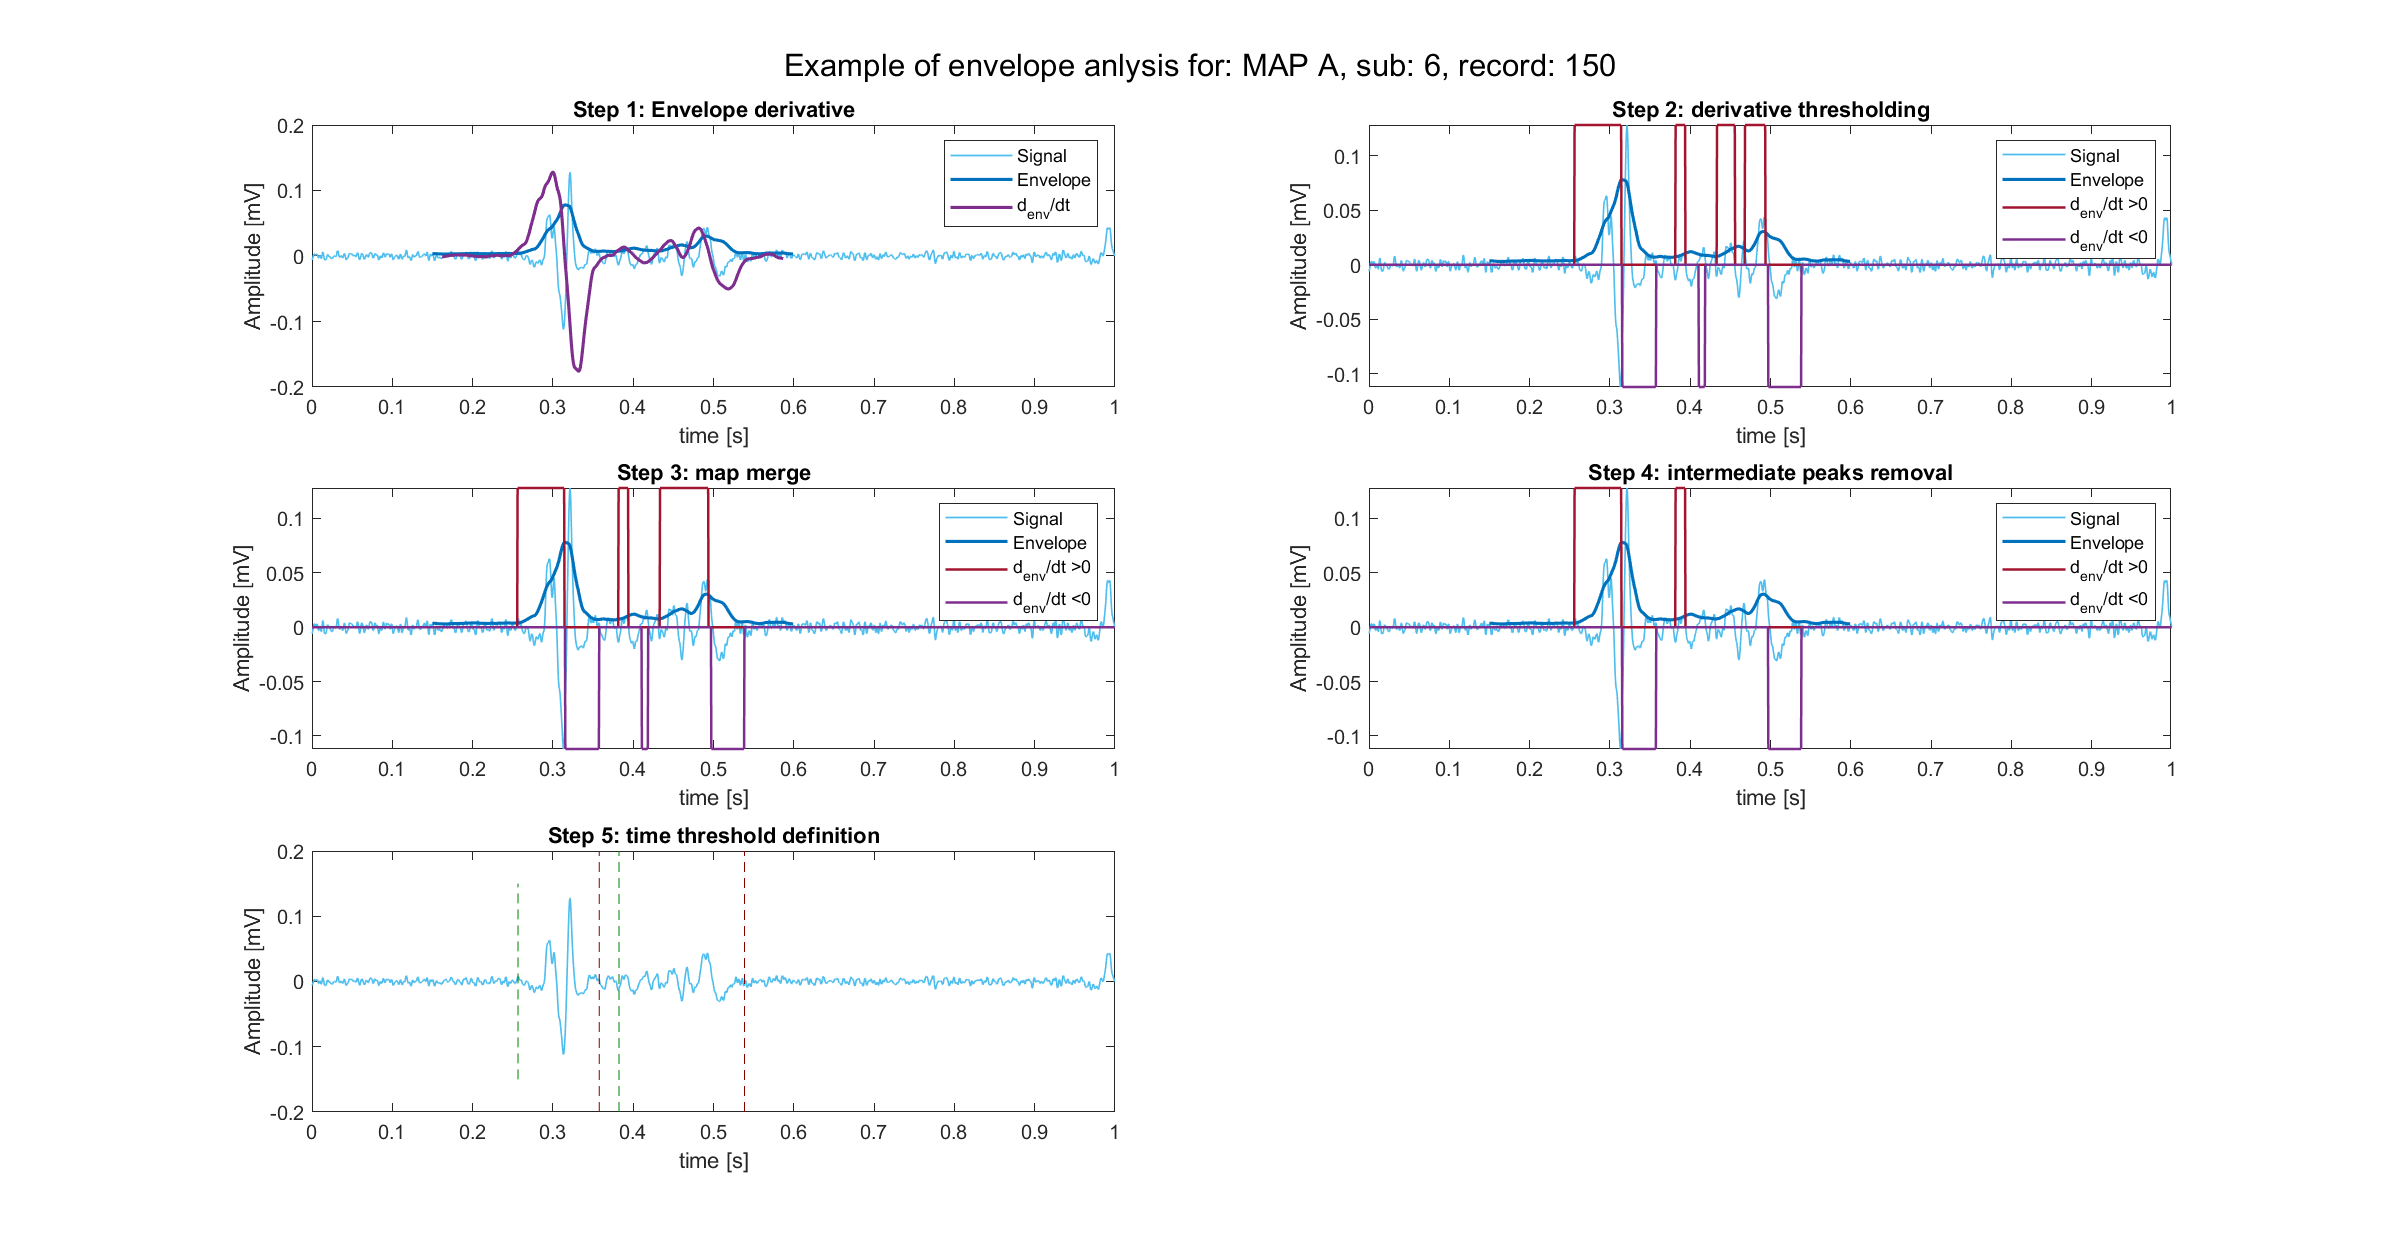 Example of envelope anlysis for: MAP A, sub: 6, record: 150
Step 1: Envelope derivative
0.2
0.1
0
-0.1
-0.2
Amplitude [mV]
Signal
Envelope
d_env/dt
0 0.1 0.2 0.3 0.4 0.5 0.6 0.7 0.8 0.9 1
time [s]
Step 2: derivative thresholding
0.1
0.05
0
-0.05
-0.1
Amplitude [mV]
Signal
Envelope
d_env/dt >0
d_env/dt <0
0 0.1 0.2 0.3 0.4 0.5 0.6 0.7 0.8 0.9 1
time [s]
Step 3: map merge
0.1
0.05
0
-0.05
-0.1
Amplitude [mV]
Signal
Envelope
d_env/dt >0
d_env/dt <0
0 0.1 0.2 0.3 0.4 0.5 0.6 0.7 0.8 0.9 1
time [s]
Step 4: intermediate peaks removal
0.1
0.05
0
-0.05
-0.1
Amplitude [mV]
Signal
Envelope
d_env/dt >0
d_env/dt <0
0 0.1 0.2 0.3 0.4 0.5 0.6 0.7 0.8 0.9 1
time [s]
Step 5: time threshold definition
0.2
0.1
0
-0.1
-0.2
Amplitude [mV]
0 0.1 0.2 0.3 0.4 0.5 0.6 0.7 0.8 0.9 1
time [s]